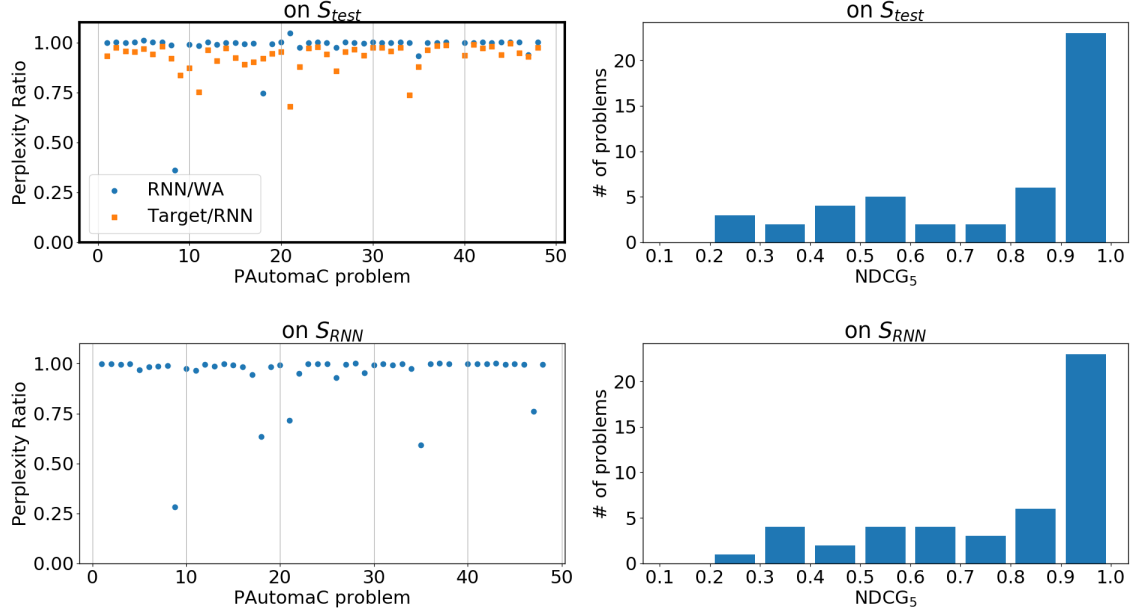 on S_test
Perplexity Ratio
1.00
0.75
0.50
0.25
0.00
RNN/WA
Target/RNN
0 10 20 30 40 50
PAutomaC problem
on S_test
# of problems
20
15
10
5
0
0.1 0.2 0.3 0.4 0.5 0.6 0.7 0.8 0.9 1.0
NDCG₅
on S_RNN
Perplexity Ratio
1.00
0.75
0.50
0.25
0.00
0 10 20 30 40 50
PAutomaC problem
on S_RNN
# of problems
20
15
10
5
0
0.1 0.2 0.3 0.4 0.5 0.6 0.7 0.8 0.9 1.0
NDCG₅